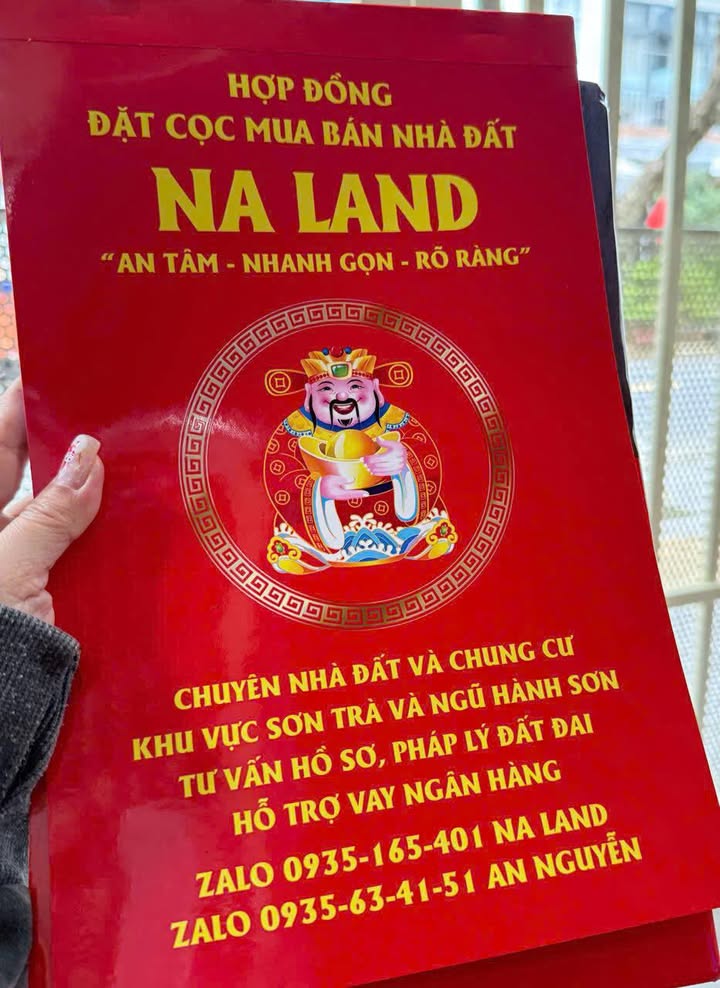 HỢP ĐỒNG
ĐẶT CỌC MUA BÁN NHÀ ĐẤT
NA LAND
“AN TÂM - NHANH GỌN - RÕ RÀNG”
CHUYÊN NHÀ ĐẤT VÀ CHUNG CƯ
KHU VỰC SƠN TRÀ VÀ NGŨ HÀNH SƠN
TƯ VẤN HỒ SƠ, PHÁP LÝ ĐẤT ĐAI
HỖ TRỢ VAY NGÂN HÀNG
ZALO 0935-165-401 NA LAND
ZALO 0935-63-41-51 AN NGUYỄN